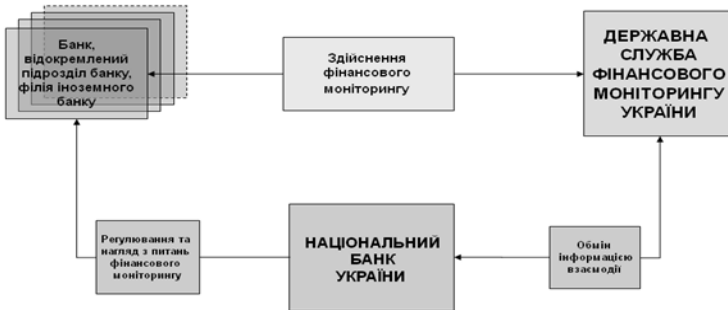 Банк,
відокремлений
підрозділ банку,
філія іноземного
банку
Здійснення
фінансового
моніторингу
ДЕРЖАВНА
СЛУЖБА
ФІНАНСОВОГО
МОНІТОРИНГУ
УКРАЇНИ
Регулювання та
нагляд з питань
фінансового
моніторингу
НАЦІОНАЛЬНИЙ
БАНК
УКРАЇНИ
Обмін
інформацією
взаємодії